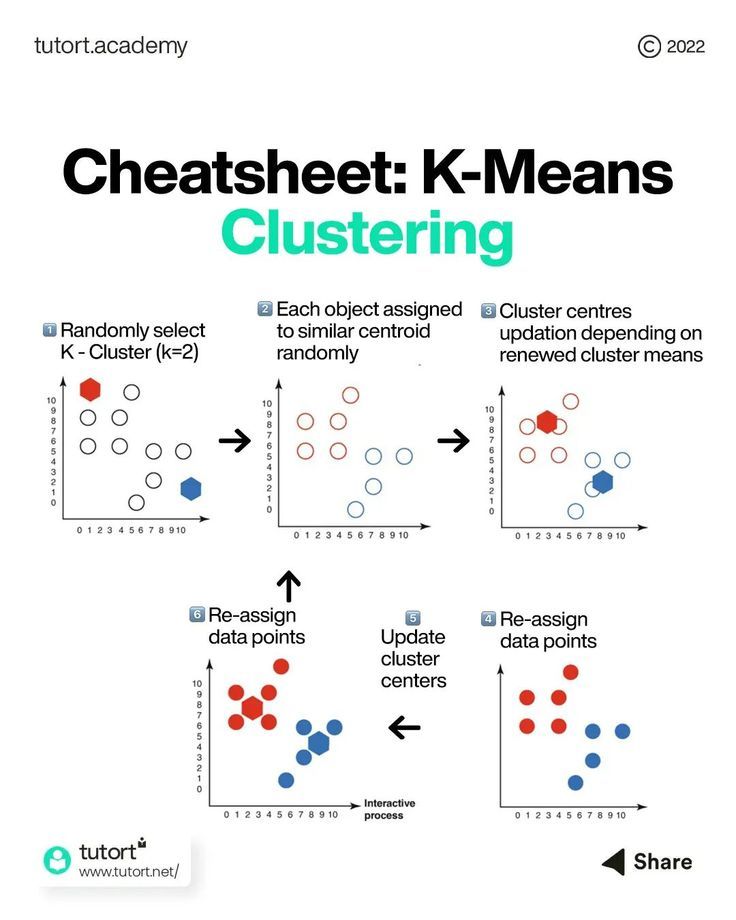 tutort.academy
© 2022
Cheatsheet: K-Means
Clustering
1 Randomly select
K - Cluster (k=2)
2 Each object assigned
to similar centroid
randomly
3 Cluster centres
updation depending on
renewed cluster means
10
9
8
7
6
5
4
3
2
1
0
0 1 2 3 4 5 6 7 8 9 10
10
9
8
7
6
5
4
3
2
1
0
0 1 2 3 4 5 6 7 8 9 10
10
9
8
7
6
5
4
3
2
1
0
0 1 2 3 4 5 6 7 8 9 10
6 Re-assign
data points
5
Update
cluster
centers
4 Re-assign
data points
10
9
8
7
6
5
4
3
2
1
0
0 1 2 3 4 5 6 7 8 9 10
Interactive
process
0 1 2 3 4 5 6 7 8 9 10
tutort
www.tutort.net/
Share